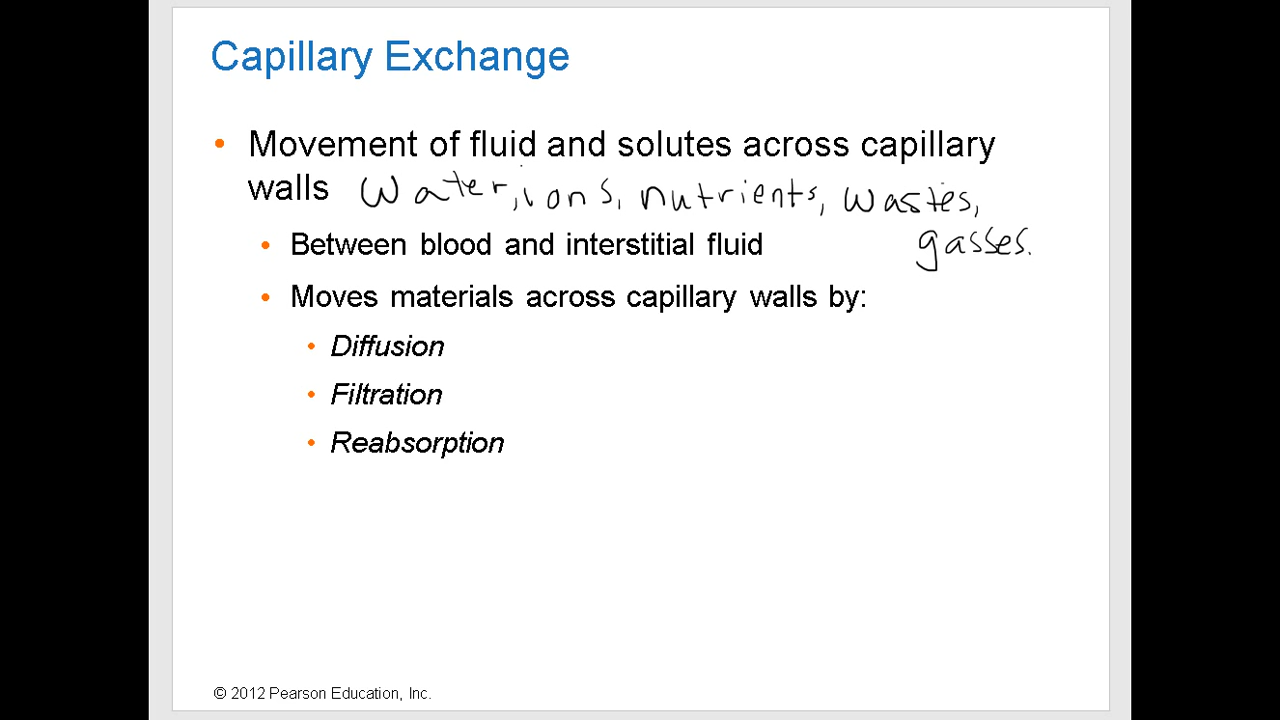 Capillary Exchange
• Movement of fluid and solutes across capillary
walls Water, ions, nutrients, wastes,
gasses.
• Between blood and interstitial fluid
• Moves materials across capillary walls by:
• Diffusion
• Filtration
• Reabsorption
© 2012 Pearson Education, Inc.